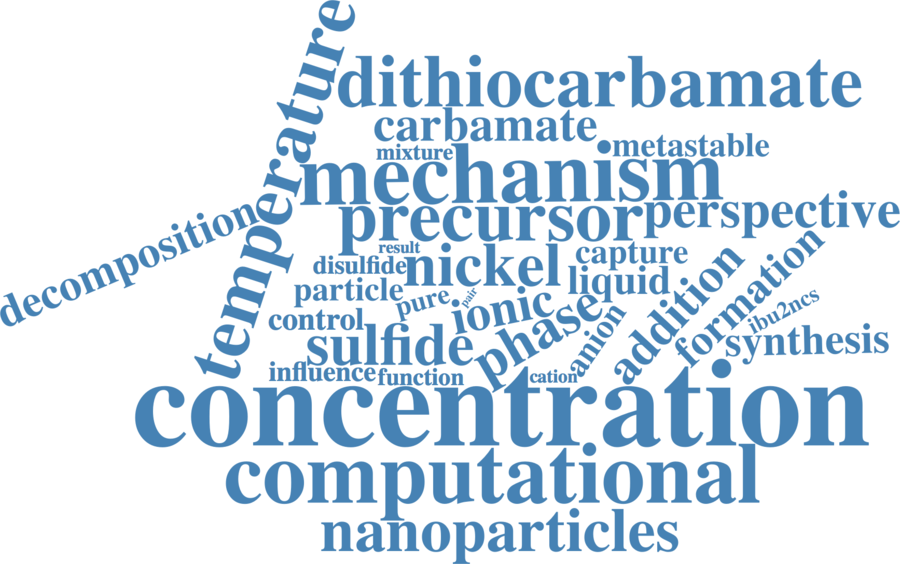 temperature
dithiocarbamate
carbamate
metastable
mixture
mechanism
precursor
perspective
decomposition
result
capture
disulfide
nickel
liquid
addition
formation
particle
pure
pair
ionic
phase
anion
ibu2ncs
control
sulfide
synthesis
influence
function
cation
concentration
computational
nanoparticles